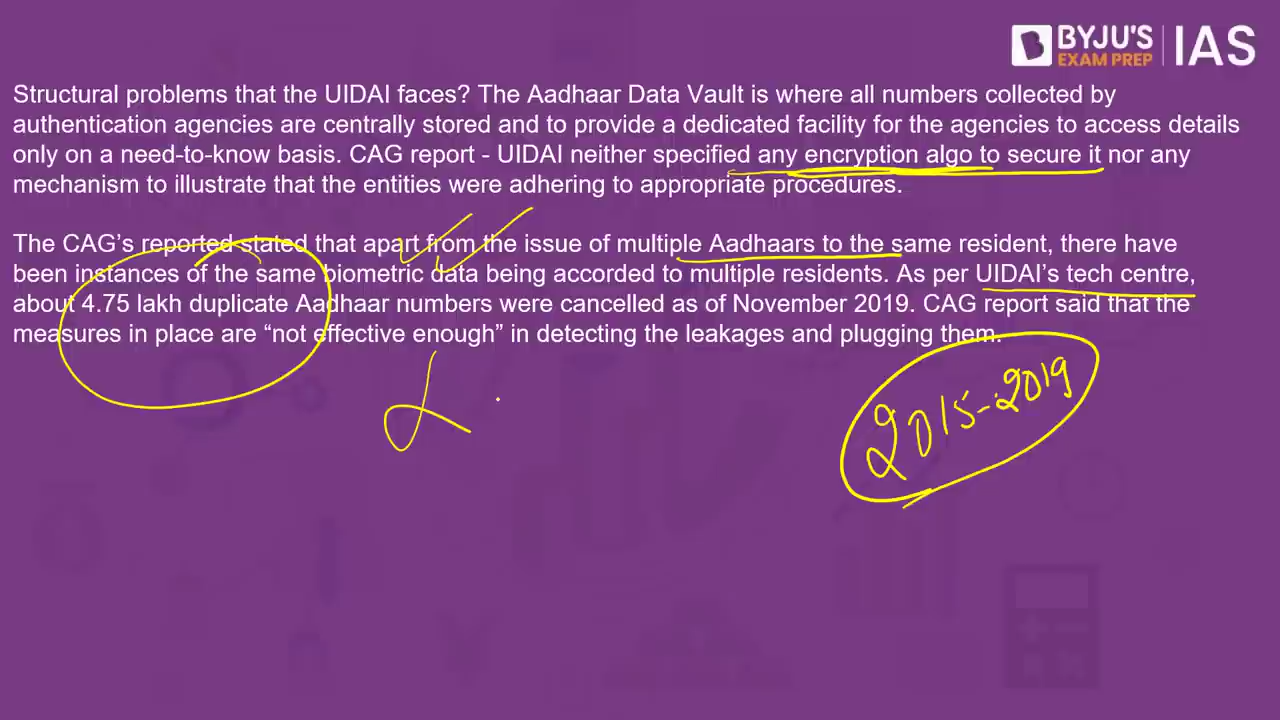 BYJU'S
EXAM PREP
IAS
Structural problems that the UIDAI faces? The Aadhaar Data Vault is where all numbers collected by
authentication agencies are centrally stored and to provide a dedicated facility for the agencies to access details
only on a need-to-know basis. CAG report - UIDAI neither specified any encryption algo to secure it nor any
mechanism to illustrate that the entities were adhering to appropriate procedures.
The CAG's reported stated that apart from the issue of multiple Aadhaars to the same resident, there have
been instances of the same biometric data being accorded to multiple residents. As per UIDAI's tech centre,
about 4.75 lakh duplicate Aadhaar numbers were cancelled as of November 2019. CAG report said that the
measures in place are “not effective enough” in detecting the leakages and plugging them.
2015-2019